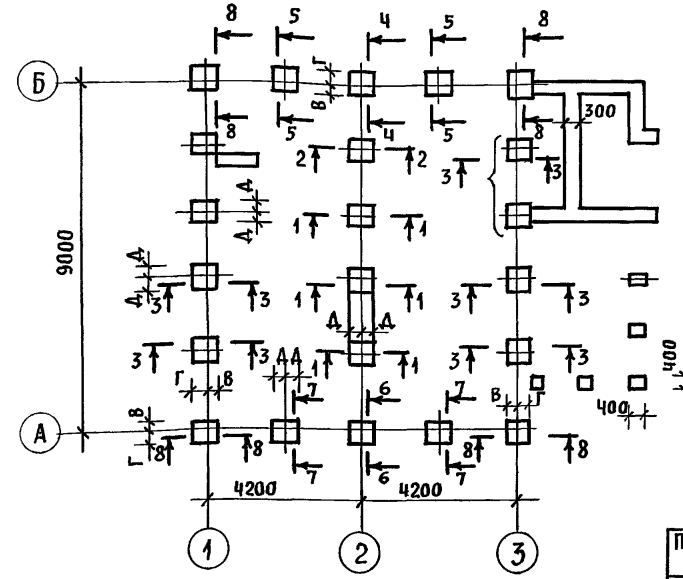 8 5 4 5 8
Б Г В
8 5 4 5 8 300
2 2 3 3
Д
1 1
Д
9000
Д
Д 3 3 1 1 3 3
Д Д
3 3 Д Д 1 1 3 3 400
Г В 7 6 7 В Г 400
В
А
Г 8 8 7 6 7 8 8
4200 4200
1 2 3
П